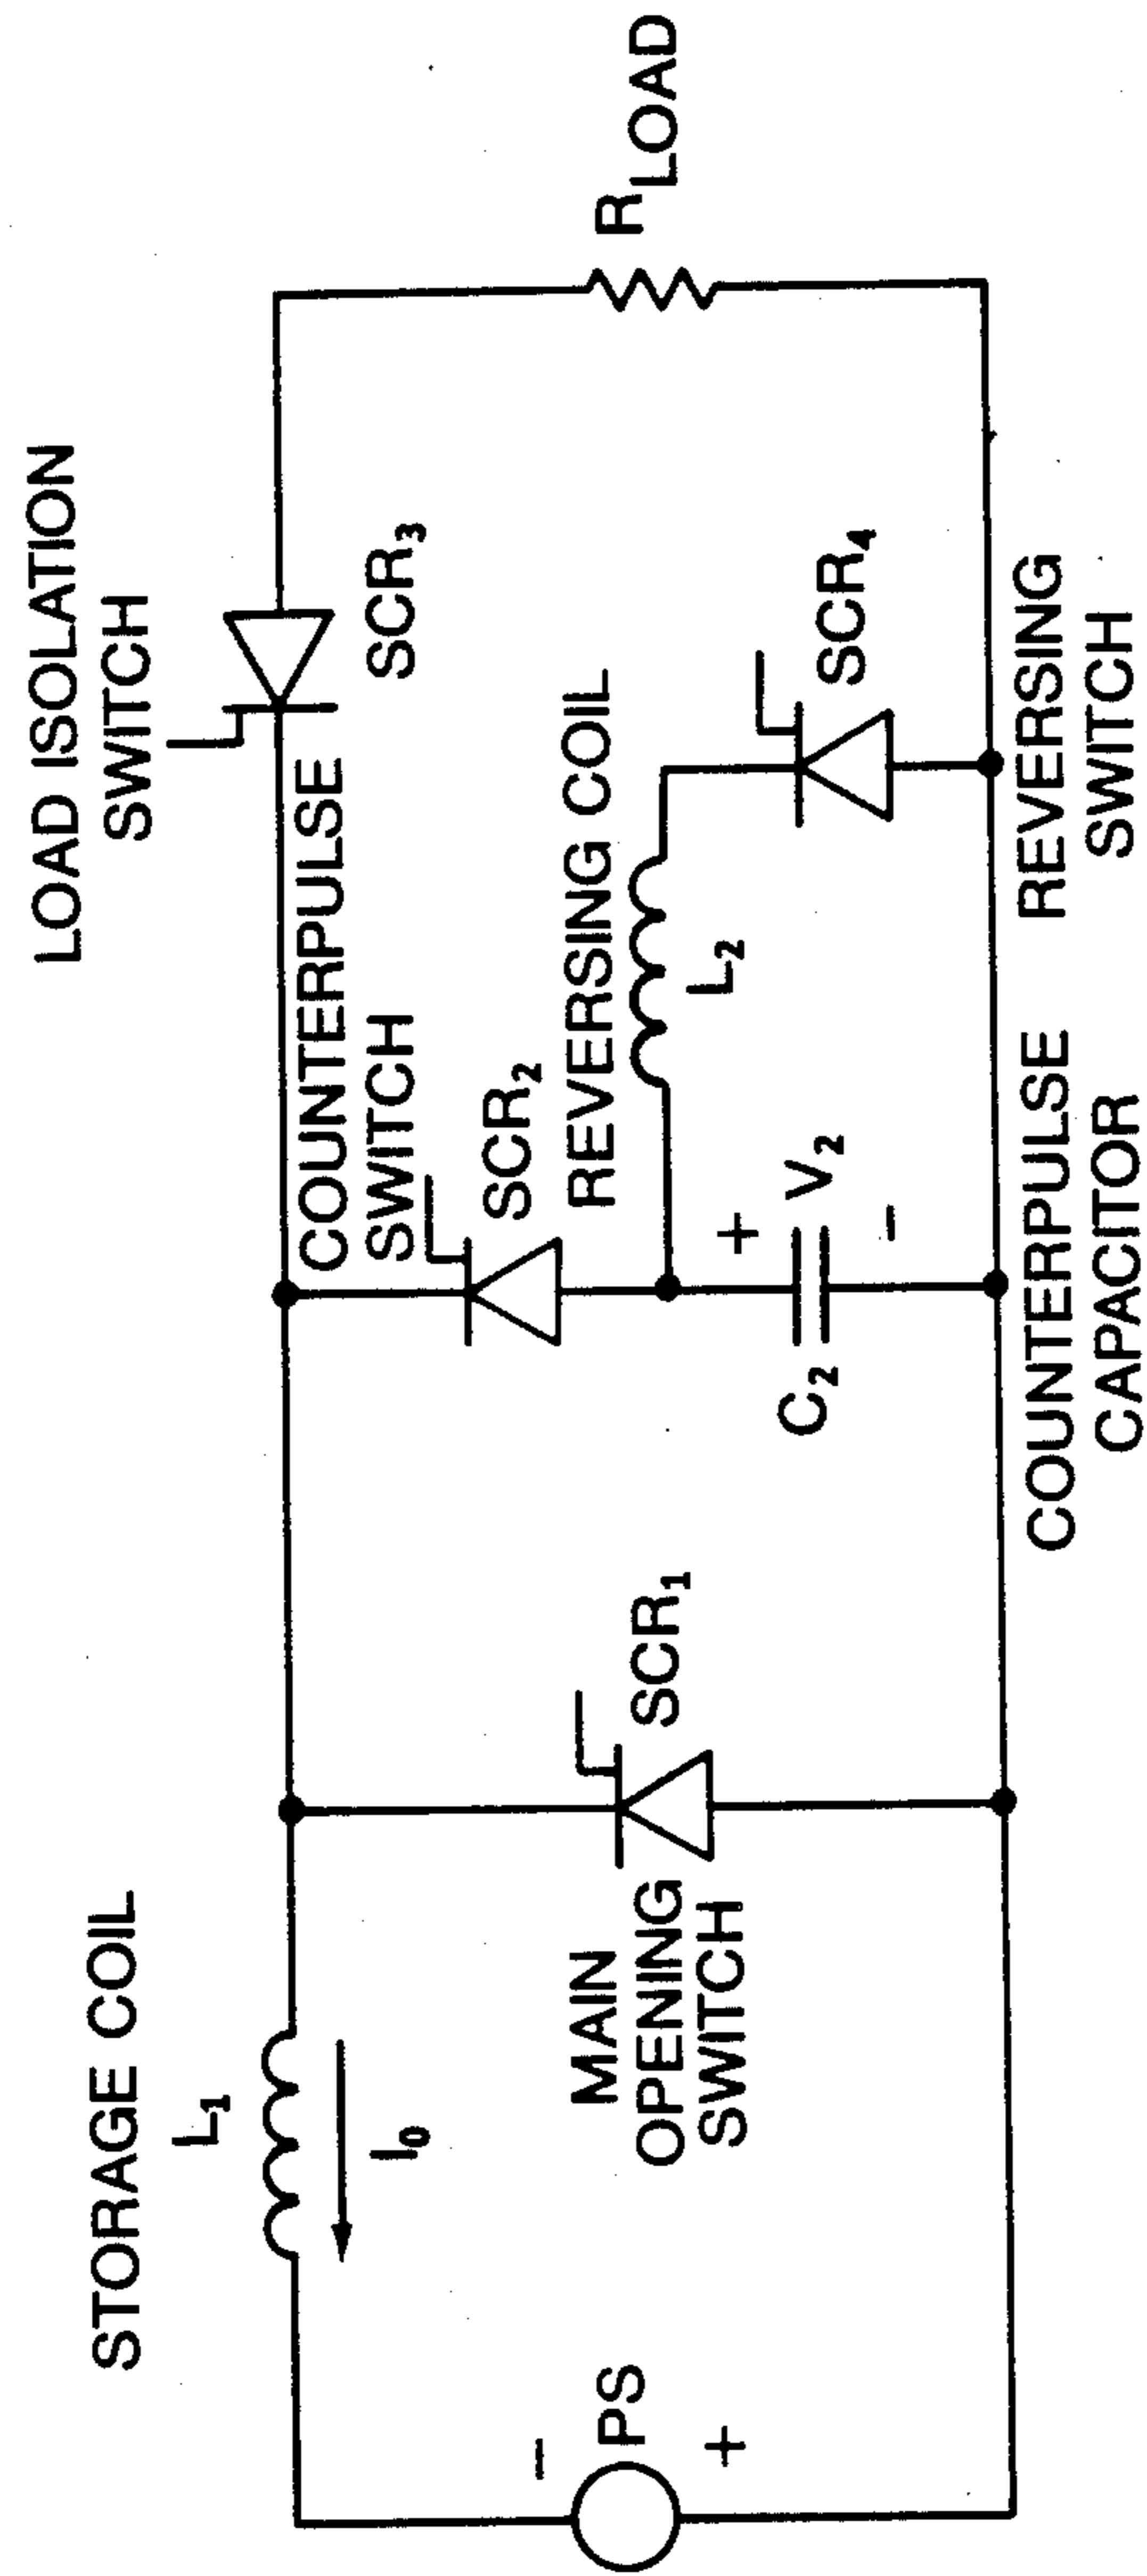 STORAGE COIL
L1
I0
PS
-
+
MAIN
OPENING
SWITCH
SCR1
LOAD ISOLATION
SWITCH
SCR3
COUNTERPULSE
SWITCH
SCR2
REVERSING COIL
L2
C2
+
V2
-
SCR4
RLOAD
COUNTERPULSE
CAPACITOR
REVERSING
SWITCH